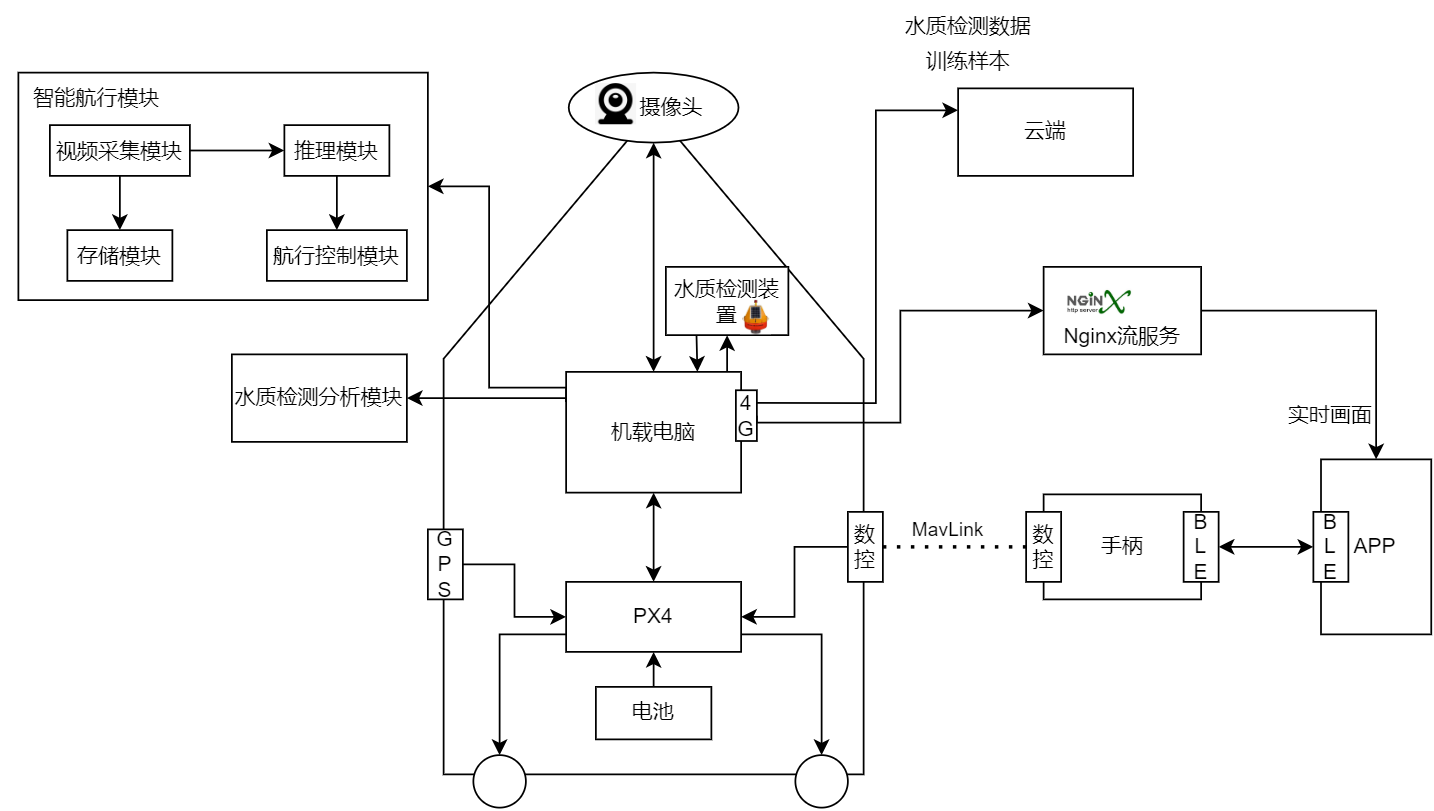 水质检测数据
训练样本
智能航行模块
视频采集模块
推理模块
存储模块
航行控制模块
摄像头
云端
水质检测装
置
NGiNX
http server
Nginx流服务
水质检测分析模块
机载电脑
4
G
实时画面
G
P
S
数
控
MavLink
数
控
手柄
B
L
E
B
L
E
APP
PX4
电池